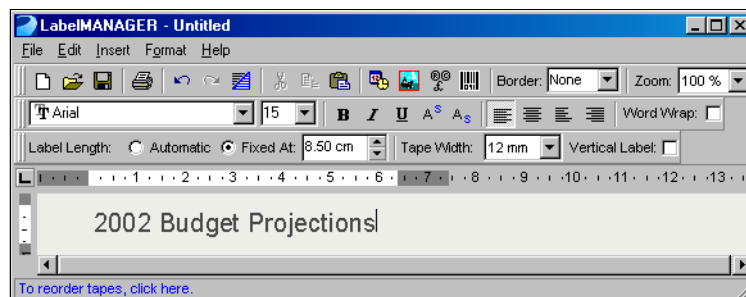 LabelMANAGER - Untitled
File Edit Insert Format Help
Border: None Zoom: 100 %
Arial 15 B I U A S A S Word Wrap:
Label Length: Automatic Fixed At: 8.50 cm Tape Width: 12 mm Vertical Label:
L 1 2 3 4 5 6 7 8 9 10 11 12 13
2002 Budget Projections
To reorder tapes, click here.